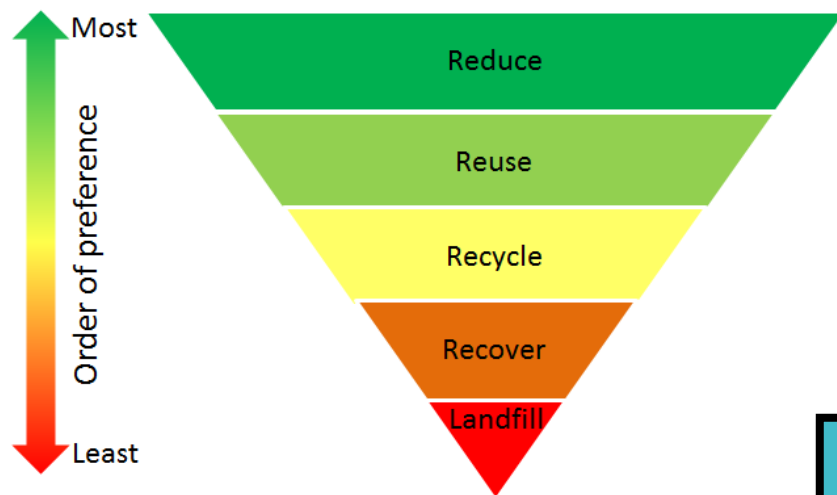 Most
Reduce
Reuse
Order of preference
Recycle
Recover
Landfill
Least